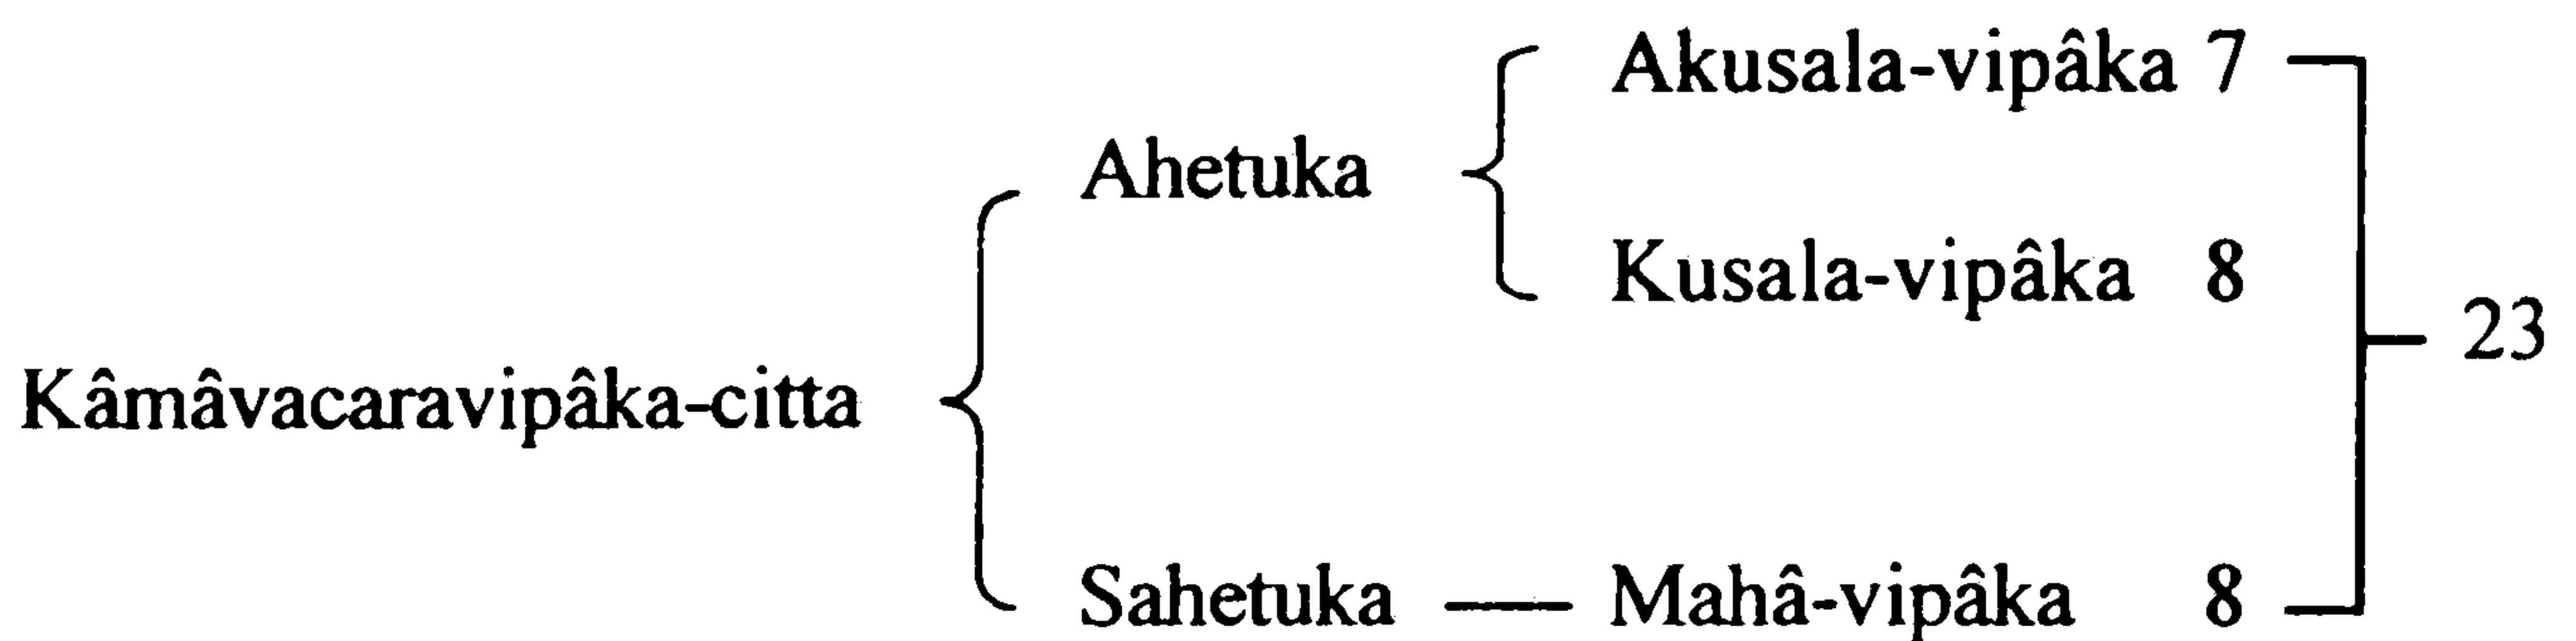 Akusala-vipâka 7
Ahetuka
Kusala-vipâka 8
23
Kâmâvacaravipâka-citta
Sahetuka — Mahâ-vipâka 8